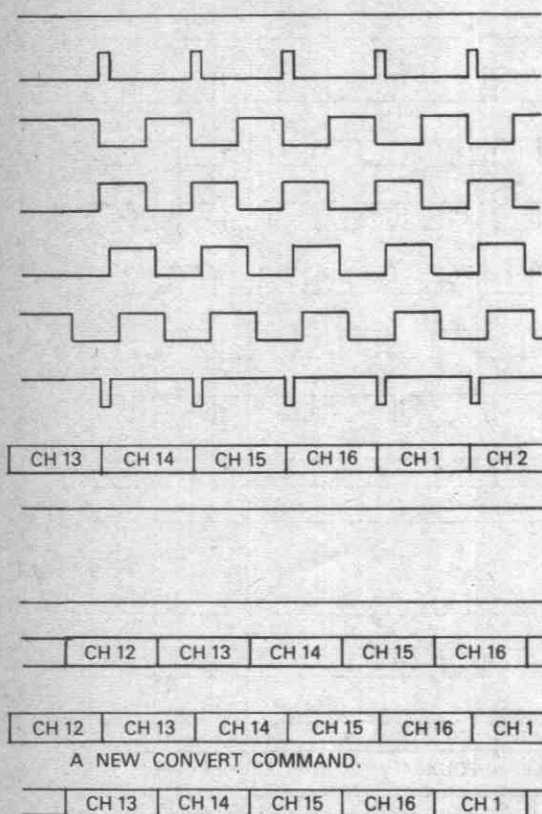 CH 13 CH 14 CH 15 CH 16 CH 1 CH 2
CH 12 CH 13 CH 14 CH 15 CH 16
CH 12 CH 13 CH 14 CH 15 CH 16 CH 1
A NEW CONVERT COMMAND.
CH 13 CH 14 CH 15 CH 16 CH 1